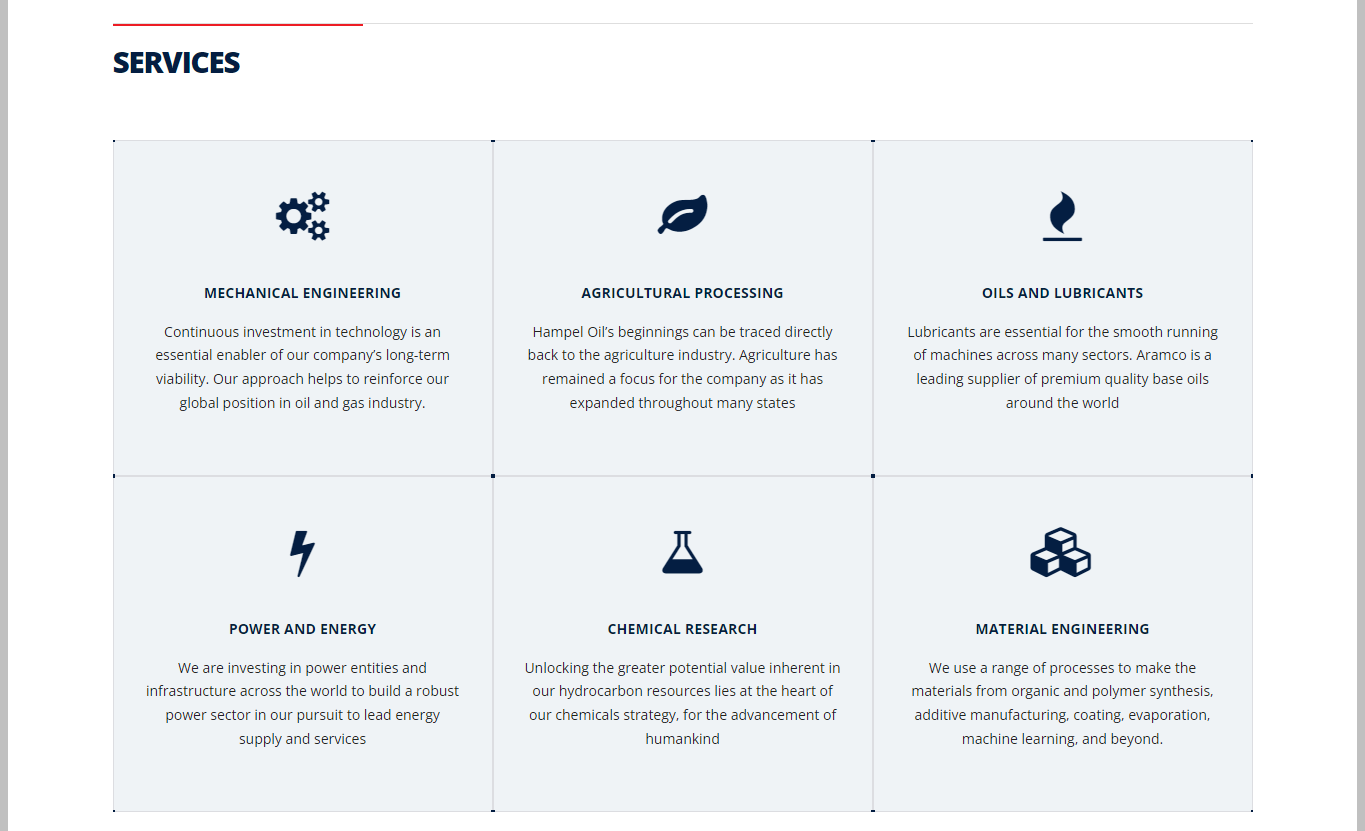 SERVICES
MECHANICAL ENGINEERING
Continuous investment in technology is an
essential enabler of our company’s long-term
viability. Our approach helps to reinforce our
global position in oil and gas industry.
AGRICULTURAL PROCESSING
Hampel Oil’s beginnings can be traced directly
back to the agriculture industry. Agriculture has
remained a focus for the company as it has
expanded throughout many states
OILS AND LUBRICANTS
Lubricants are essential for the smooth running
of machines across many sectors. Aramco is a
leading supplier of premium quality base oils
around the world
POWER AND ENERGY
We are investing in power entities and
infrastructure across the world to build a robust
power sector in our pursuit to lead energy
supply and services
CHEMICAL RESEARCH
Unlocking the greater potential value inherent in
our hydrocarbon resources lies at the heart of
our chemicals strategy, for the advancement of
humankind
MATERIAL ENGINEERING
We use a range of processes to make the
materials from organic and polymer synthesis,
additive manufacturing, coating, evaporation,
machine learning, and beyond.